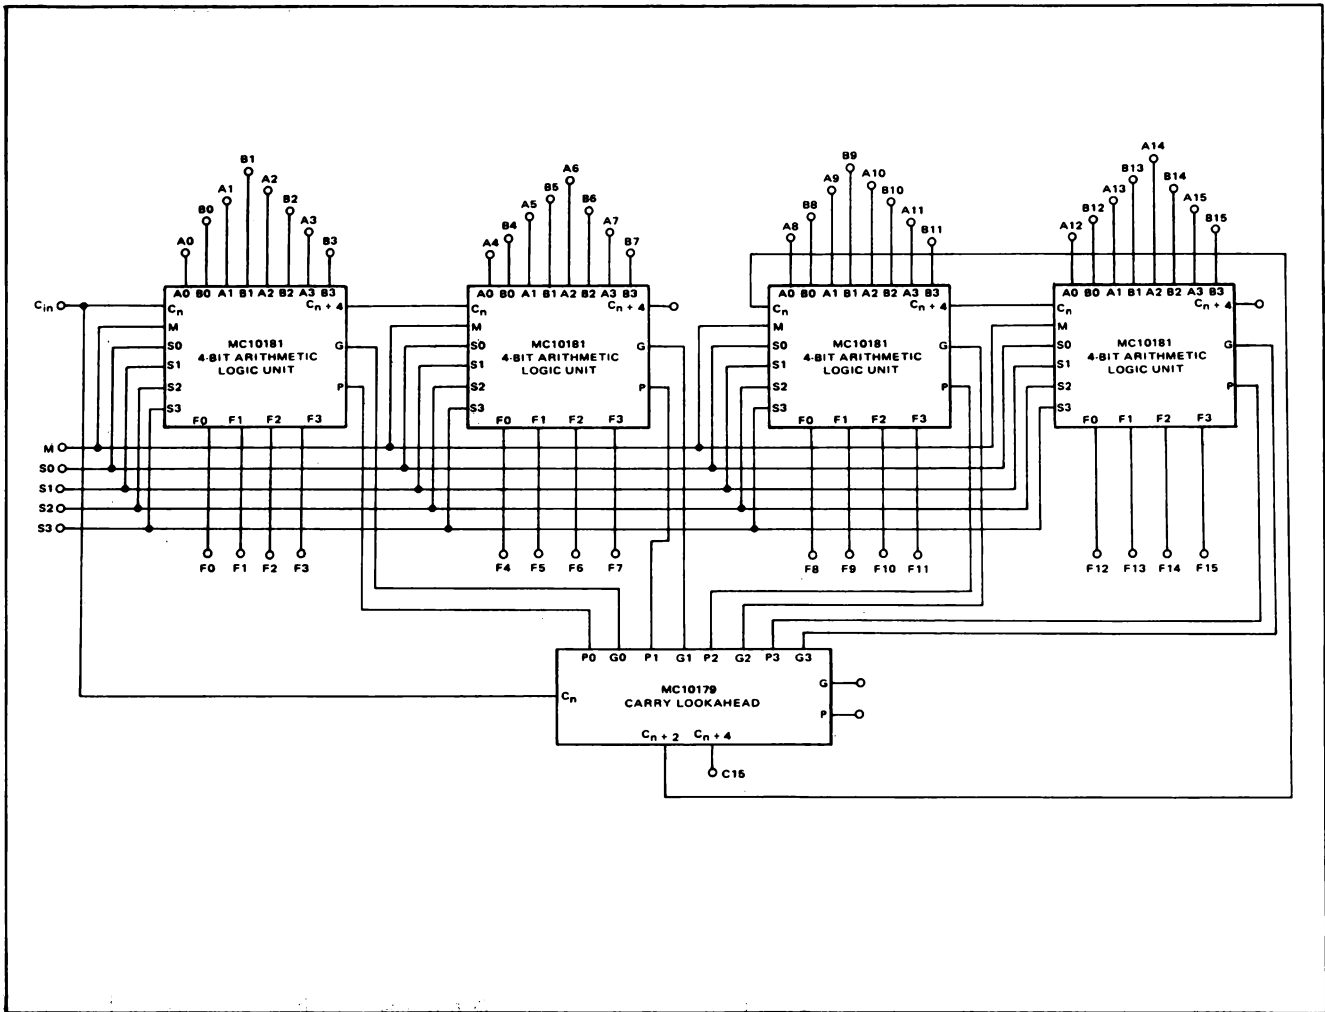 A14
B9
B1 A6 B13
A10
A2 A9 B14
A1 B5 B10 A13
B2 B6 A15
B0 A5 B8 A11 B12
A3 A7 B15
B4 B11 A12
A0 B3 A4 B7 A8
A0 B0 A1 B1 A2 B2 A3 B3
A0 B0 A1 B1 A2 B2 A3 B3
A0 B0 A1 B1 A2 B2 A3 B3
A0 B0 A1 B1 A2 B2 A3 B3
Cin
Cn Cn + 4
M
S0
S1
S2
S3
MC10181
4-BIT ARITHMETIC
LOGIC UNIT
G
P
F0 F1 F2 F3
Cn Cn + 4
M
S0
S1
S2
S3
MC10181
4-BIT ARITHMETIC
LOGIC UNIT
G
P
F0 F1 F2 F3
Cn Cn + 4
M
S0
S1
S2
S3
MC10181
4-BIT ARITHMETIC
LOGIC UNIT
G
P
F0 F1 F2 F3
Cn Cn + 4
M
S0
S1
S2
S3
MC10181
4-BIT ARITHMETIC
LOGIC UNIT
G
P
F0 F1 F2 F3
M
S0
S1
S2
S3
F0 F1 F2 F3 F4 F5 F6 F7 F8 F9 F10 F11 F12 F13 F14 F15
P0 G0 P1 G1 P2 G2 P3 G3
Cn
MC10179
CARRY LOOKAHEAD
G
P
Cn + 2 Cn + 4
C15